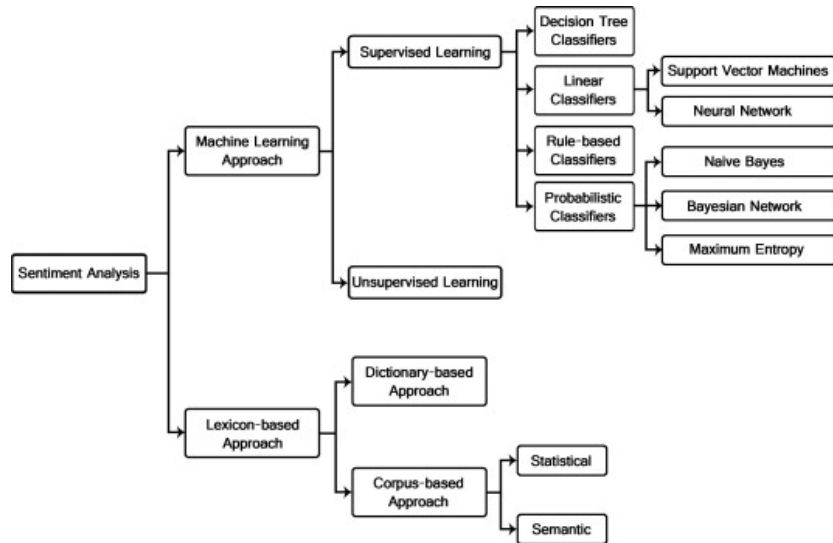 Decision Tree
Classifiers
Supervised Learning
Linear
Classifiers
Support Vector Machines
Neural Network
Machine Learning
Approach
Rule-based
Classifiers
Naive Bayes
Probabilistic
Classifiers
Bayesian Network
Maximum Entropy
Sentiment Analysis
Unsupervised Learning
Dictionary-based
Approach
Lexicon-based
Approach
Statistical
Corpus-based
Approach
Semantic